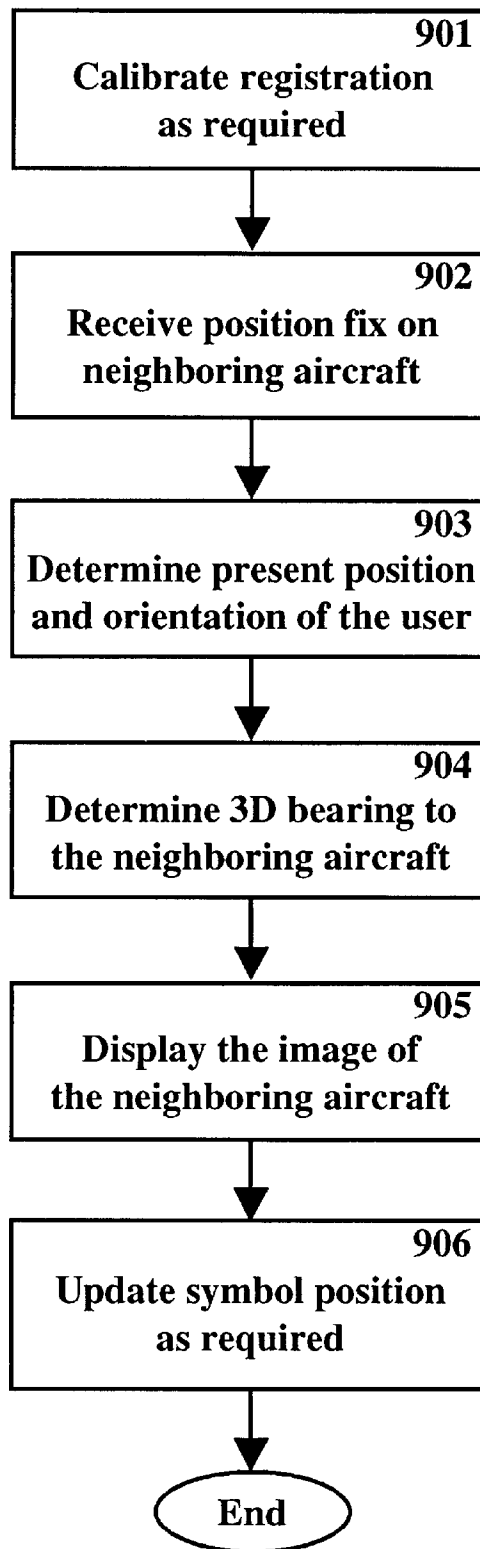 901
Calibrate registration
as required
902
Receive position fix on
neighboring aircraft
903
Determine present position
and orientation of the user
904
Determine 3D bearing to
the neighboring aircraft
905
Display the image of
the neighboring aircraft
906
Update symbol position
as required
End